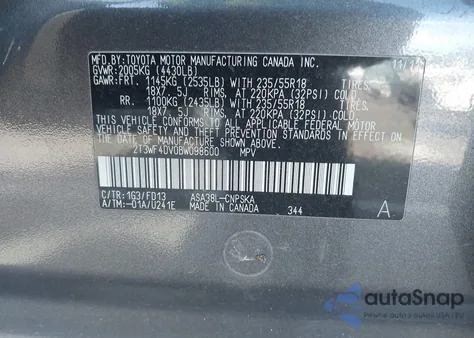 MFD. BY: TOYOTA MOTOR MANUFACTURING CANADA INC. 11/1
GVWR: 2005KG (4430LB)
GAWR: FRT. 1145KG (2535LB) WITH 235/55R18 TIRES,
18X7.5J RIMS, AT 220KPA (32PSI) COLD.
RR. 1100KG (2435LB) WITH 235/55R18 TIRES,
18X7.5J RIMS, AT 220KPA (32PSI) COLD.
THIS VEHICLE CONFORMS TO ALL APPLICABLE FEDERAL MOTOR
VEHICLE SAFETY STANDARDS IN EFFECT ON THE DATE OF
MANUFACTURE SHOWN ABOVE.
2T3WF4DV0BW098600 MPV
C/TR: 1G3/FD13 ASA38L-CNPSKA
A/TM: -01A/U241E MADE IN CANADA 344 A
autoSnap